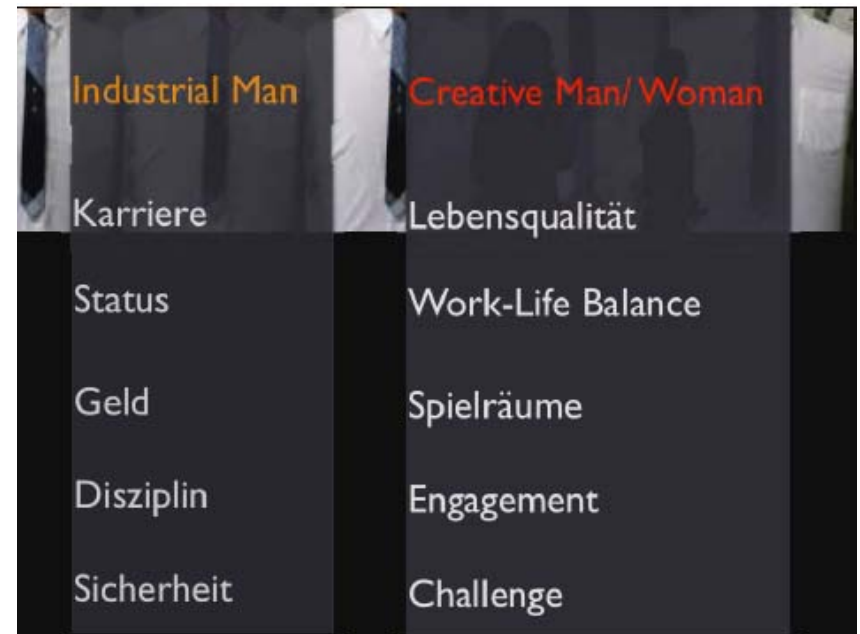 Industrial Man
Karriere
Status
Geld
Disziplin
Sicherheit
Creative Man/Woman
Lebensqualität
Work-Life Balance
Spielräume
Engagement
Challenge